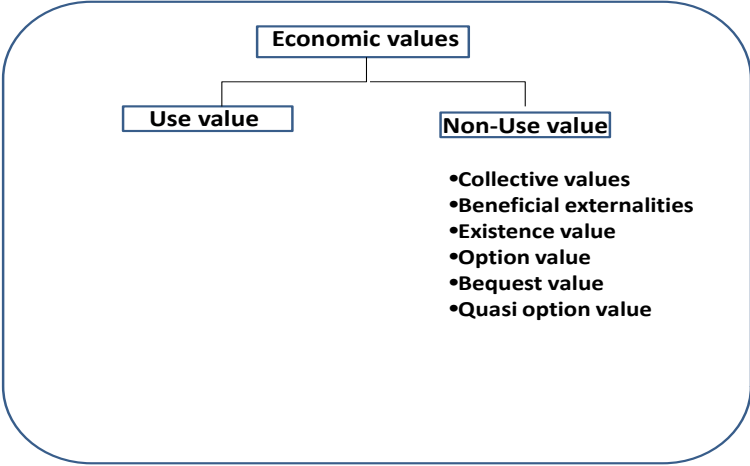 Economic values
Use value
Non-Use value
•Collective values
•Beneficial externalities
•Existence value
•Option value
•Bequest value
•Quasi option value